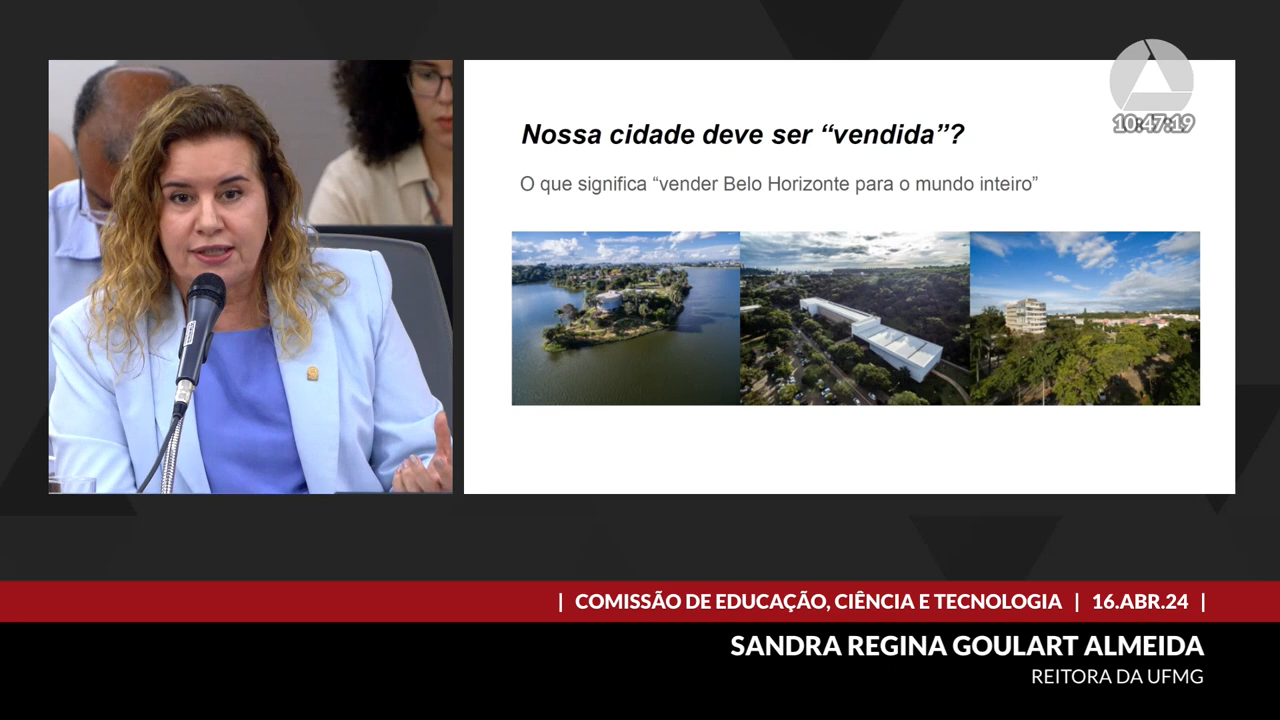 10:47:19
Nossa cidade deve ser “vendida”?
O que significa “vender Belo Horizonte para o mundo inteiro”
| COMISSÃO DE EDUCAÇÃO, CIÊNCIA E TECNOLOGIA | 16.ABR.24 |
SANDRA REGINA GOULART ALMEIDA
REITORA DA UFMG